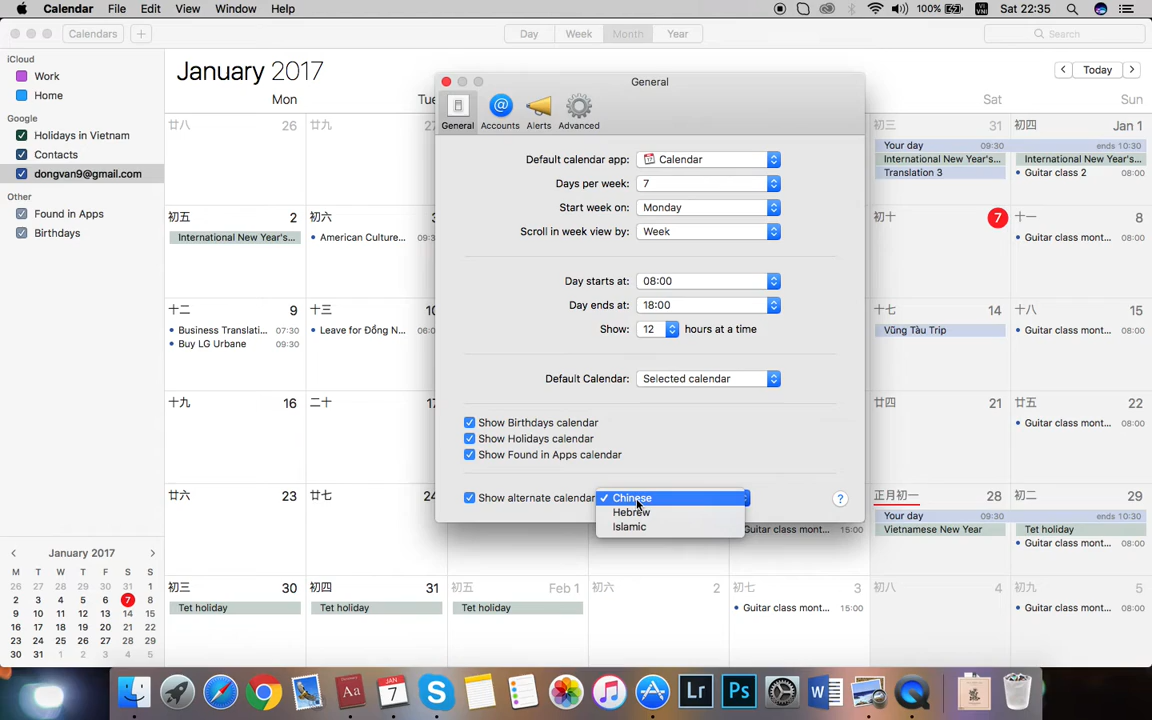 Calendar File Edit View Window Help 100% VI VNI Sat 22:35
Calendars + Day Week Month Year Search
January 2017 Today
General
General Accounts Alerts Advanced
iCloud
Work
Home
Google
Holidays in Vietnam
Contacts
dongvan9@gmail.com
Other
Found in Apps
Birthdays
Mon Sat Sun
廿八 26 廿九 初三 31 初四 Jan 1
Your day 09:30 ends 10:30
International New Year's... International New Year's...
Translation 3 Guitar class 2 08:00
初五 2 初六 初十 7 十一 8
International New Year's... American Culture... Guitar class mont... 08:00
十二 9 十三 十七 14 十八 15
Business Translati... 07:30 Leave for Đồng N... Vũng Tàu Trip Guitar class mont... 08:00
Buy LG Urbane 09:30
十九 16 二十 廿四 21 廿五 22
Guitar class mont... 08:00
廿六 23 廿七 正月初一 28 初二 29
Your day 09:30 ends 10:30
Guitar class mont... 15:00 Vietnamese New Year Tet holiday
Guitar class mont... 08:00
初三 30 初四 31 初五 Feb 1 初六 2 初七 3 初八 4 初九 5
Tet holiday Tet holiday Tet holiday Guitar class mont... 15:00 Guitar class mont... 08:00
Default calendar app: Calendar
Days per week: 7
Start week on: Monday
Scroll in week view by: Week
Day starts at: 08:00
Day ends at: 18:00
Show: 12 hours at a time
Default Calendar: Selected calendar
Show Birthdays calendar
Show Holidays calendar
Show Found in Apps calendar
Show alternate calendar Chinese ?
Hebrew
Islamic
January 2017
M T W T F S S
26 27 28 29 30 31 1
2 3 4 5 6 7 8
9 10 11 12 13 14 15
16 17 18 19 20 21 22
23 24 25 26 27 28 29
30 31 1 2 3 4 5
Aa 7 Lr Ps W